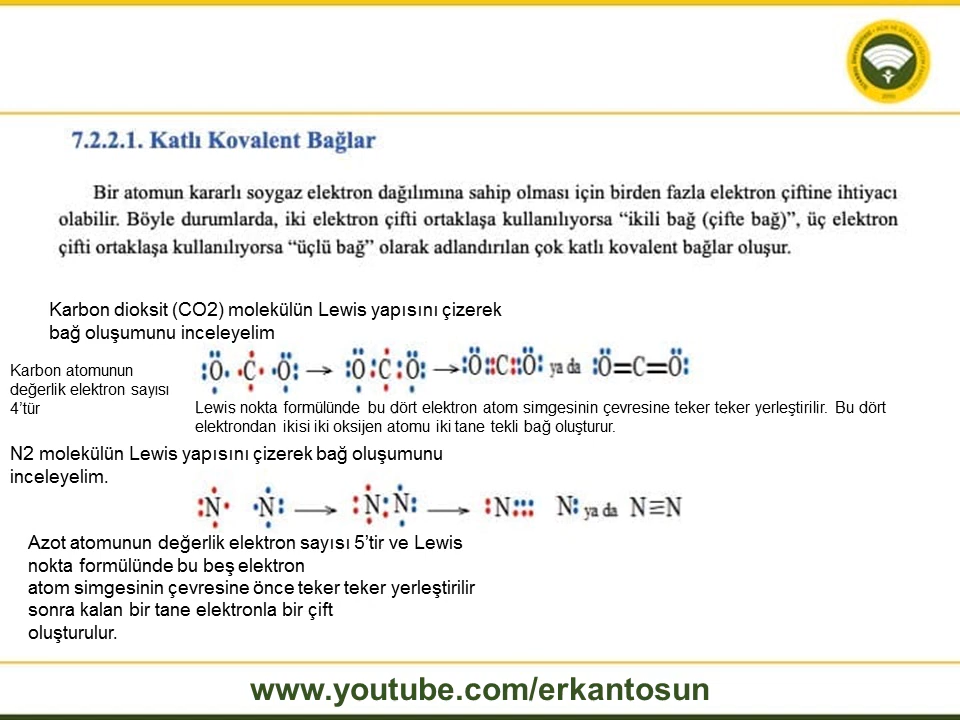 7.2.2.1. Katlı Kovalent Bağlar
Bir atomun kararlı soygaz elektron dağılımına sahip olması için birden fazla elektron çiftine ihtiyacı
olabilir. Böyle durumlarda, iki elektron çifti ortaklaşa kullanılıyorsa “ikili bağ (çifte bağ)”, üç elektron
çifti ortaklaşa kullanılıyorsa “üçlü bağ” olarak adlandırılan çok katlı kovalent bağlar oluşur.
Karbon dioksit (CO2) molekülün Lewis yapısını çizerek
bağ oluşumunu inceleyelim
Karbon atomunun
değerlik elektron sayısı
4’tür
:Ö· ·C· ·Ö: → :Ö:C:Ö: → :Ö::C::Ö: ya da :Ö=C=Ö:
Lewis nokta formülünde bu dört elektron atom simgesinin çevresine teker teker yerleştirilir. Bu dört
elektrondan ikisi iki oksijen atomu iki tane tekli bağ oluşturur.
N2 molekülün Lewis yapısını çizerek bağ oluşumunu
inceleyelim.
:N· ·N: → :N:N: → :N::: N: ya da N≡N
Azot atomunun değerlik elektron sayısı 5’tir ve Lewis
nokta formülünde bu beş elektron
atom simgesinin çevresine önce teker teker yerleştirilir
sonra kalan bir tane elektronla bir çift
oluşturulur.
www.youtube.com/erkantosun